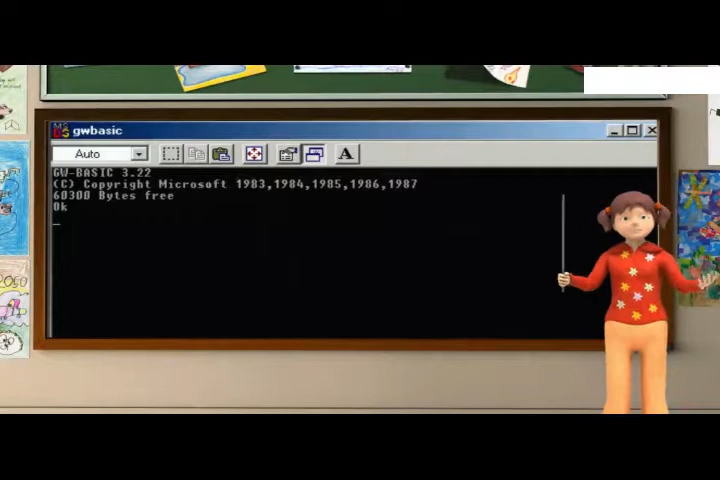 gwbasic
Auto
A
GW-BASIC 3.22
(C) Copyright Microsoft 1983,1984,1985,1986,1987
60300 Bytes free
Ok